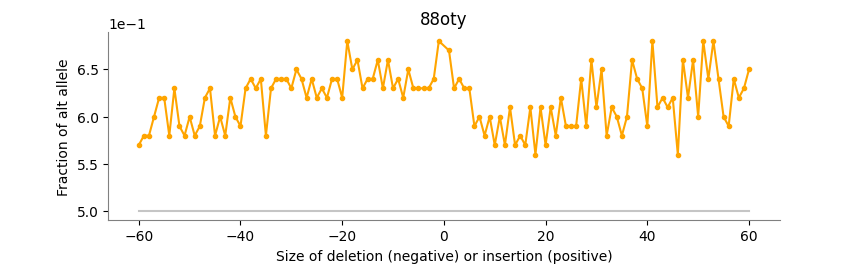 88oty
1e−1
Fraction of alt allele
6.5
6.0
5.5
5.0
−60
−40
−20
0
20
40
60
Size of deletion (negative) or insertion (positive)